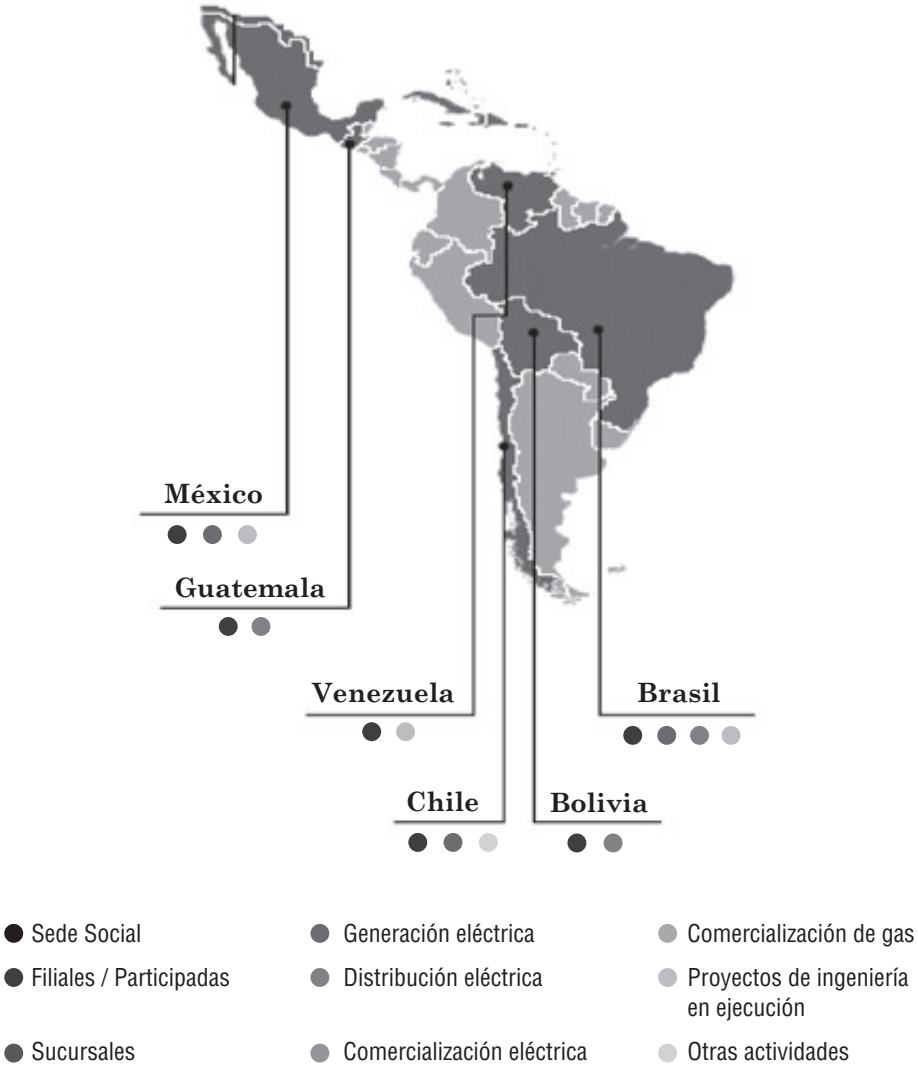 México
Guatemala
Venezuela
Brasil
Chile
Bolivia
Sede Social
Generación eléctrica
Comercialización de gas
Filiales / Participadas
Distribución eléctrica
Proyectos de ingeniería
en ejecución
Sucursales
Comercialización eléctrica
Otras actividades